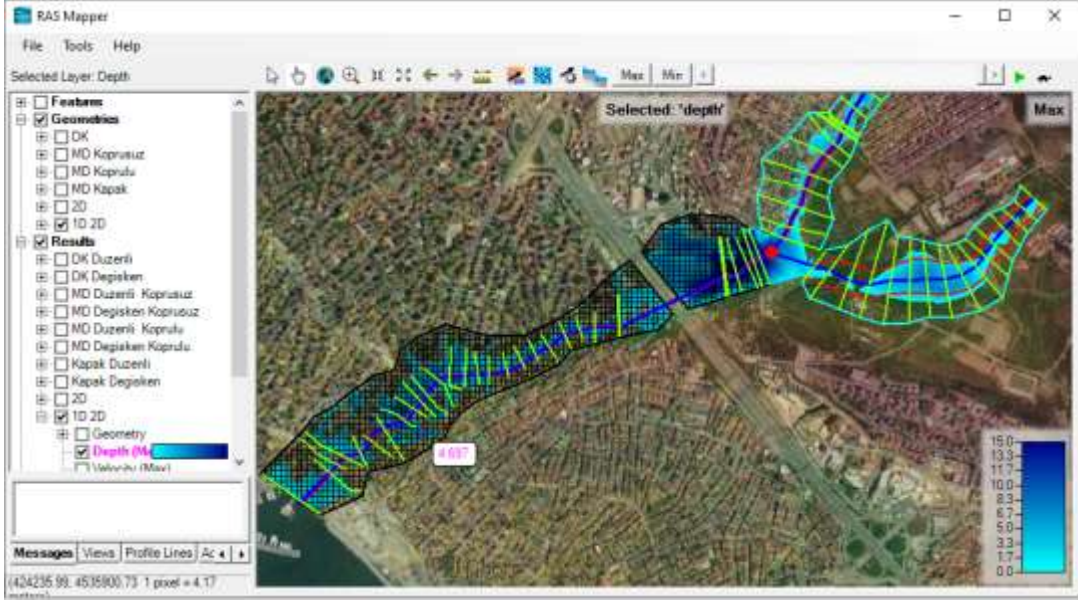 RAS Mapper
File Tools Help
Selected Layer: Depth
Max Min
Features
Geometries
DK
MD Koprusuz
MD Koprulu
MD Kapak
2D
1D 2D
Results
DK Duzenli
DK Degisken
MD Duzenli Koprusuz
MD Degisken Koprusuz
MD Duzenli Koprulu
MD Degisken Koprulu
Kapak Duzenli
Kapak Degisken
2D
1D 2D
Geometry
Depth (Ma
Velocity (Max)
Messages Views Profile Lines Ac
(424235.99, 4535900.73 1 pixel = 4.17
Selected: 'depth'
Max
4.697
15.0
13.3
11.7
10.0
8.3
6.7
5.0
3.3
1.7
0.0